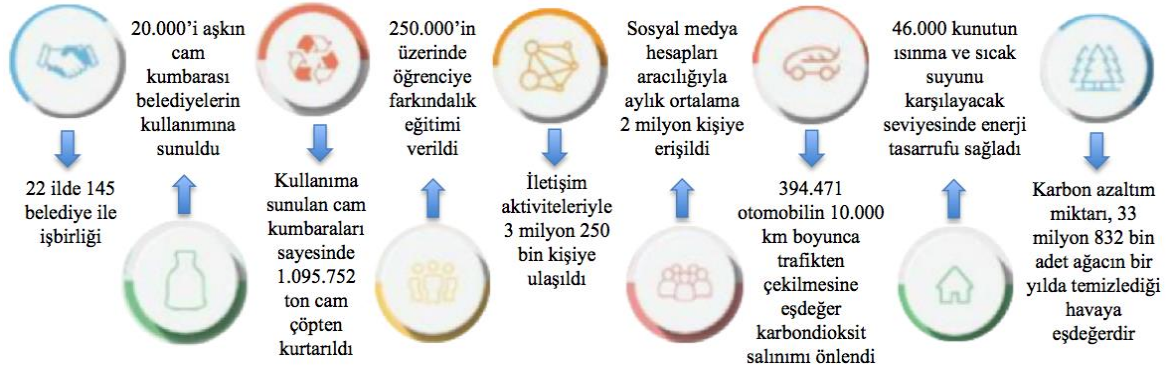 22 ilde 145
belediye ile
işbirliği
20.000’i aşkın
cam
kumbarası
belediyelerin
kullanımına
sunuldu
Kullanıma
sunulan cam
kumbaraları
sayesinde
1.095.752
ton cam
çöpten
kurtarıldı
250.000’in
üzerinde
öğrenciye
farkındalık
eğitimi
verildi
İletişim
aktiviteleriyle
3 milyon 250
bin kişiye
ulaşıldı
Sosyal medya
hesapları
aracılığıyla
aylık ortalama
2 milyon kişiye
erişildi
394.471
otomobilin 10.000
km boyunca
trafikten
çekilmesine
eşdeğer
karbondioksit
salınımı önlendi
46.000 kunutun
ısınma ve sıcak
suyunu
karşılayacak
seviyesinde enerji
tasarrufu sağladı
Karbon azaltım
miktarı, 33
milyon 832 bin
adet ağacın bir
yılda temizlediği
havaya
eşdeğerdir